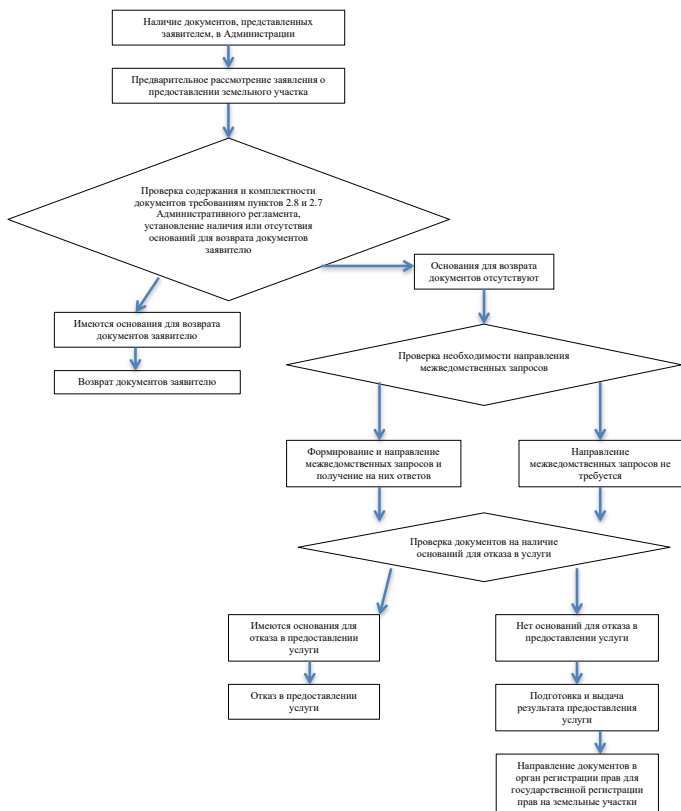 Наличие документов, представленных
заявителем, в Администрации
Предварительное рассмотрение заявления о
предоставлении земельного участка
Проверка содержания и комплектности
документов требованиям пунктов 2.8 и 2.7
Административного регламента,
установление наличия или отсутствия
оснований для возврата документов
заявителю
Основания для возврата
документов отсутствуют
Имеются основания для возврата
документов заявителю
Возврат документов заявителю
Проверка необходимости направления
межведомственных запросов
Формирование и направление
межведомственных запросов и
получение на них ответов
Направление
межведомственных запросов не
требуется
Проверка документов на наличие
оснований для отказа в услуги
Имеются основания для
отказа в предоставлении
услуги
Нет оснований для отказа в
предоставлении услуги
Отказ в предоставлении
услуги
Подготовка и выдача
результата предоставления
услуги
Направление документов в
орган регистрации прав для
государственной регистрации
прав на земельные участки